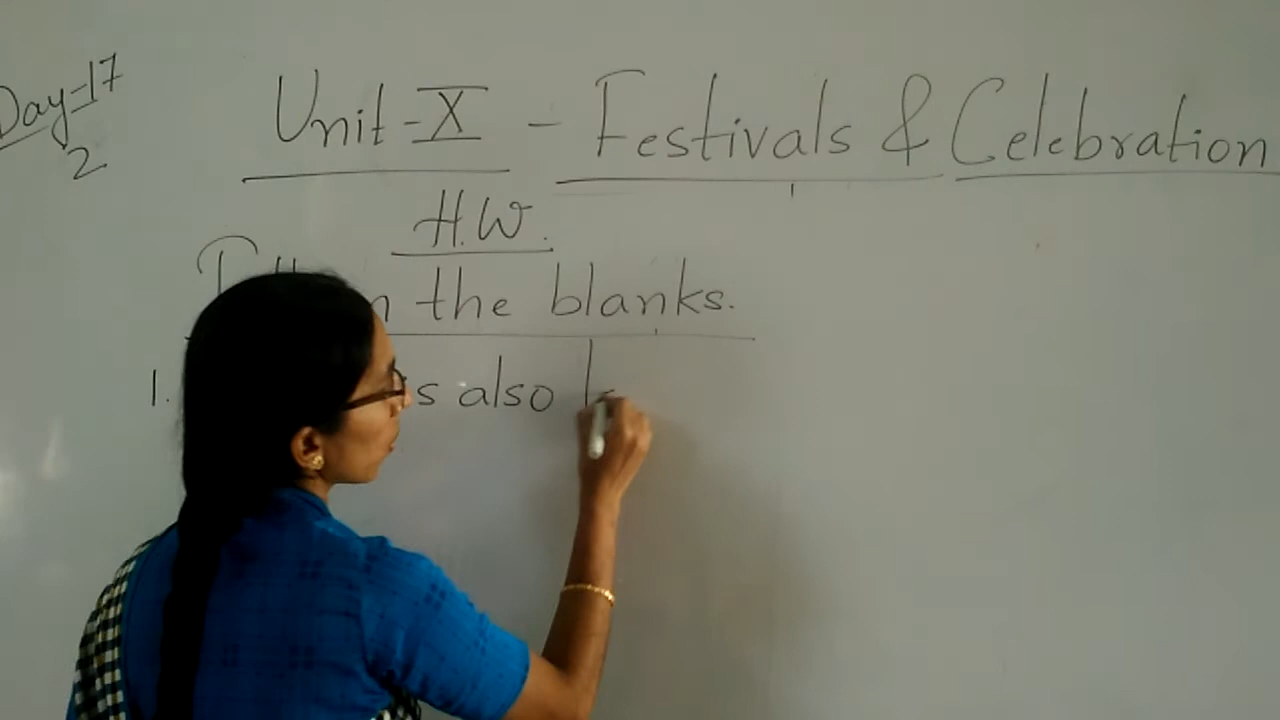 Day=17
2
Unit-X - Festivals & Celebration
H.W.
the blanks.
1. also